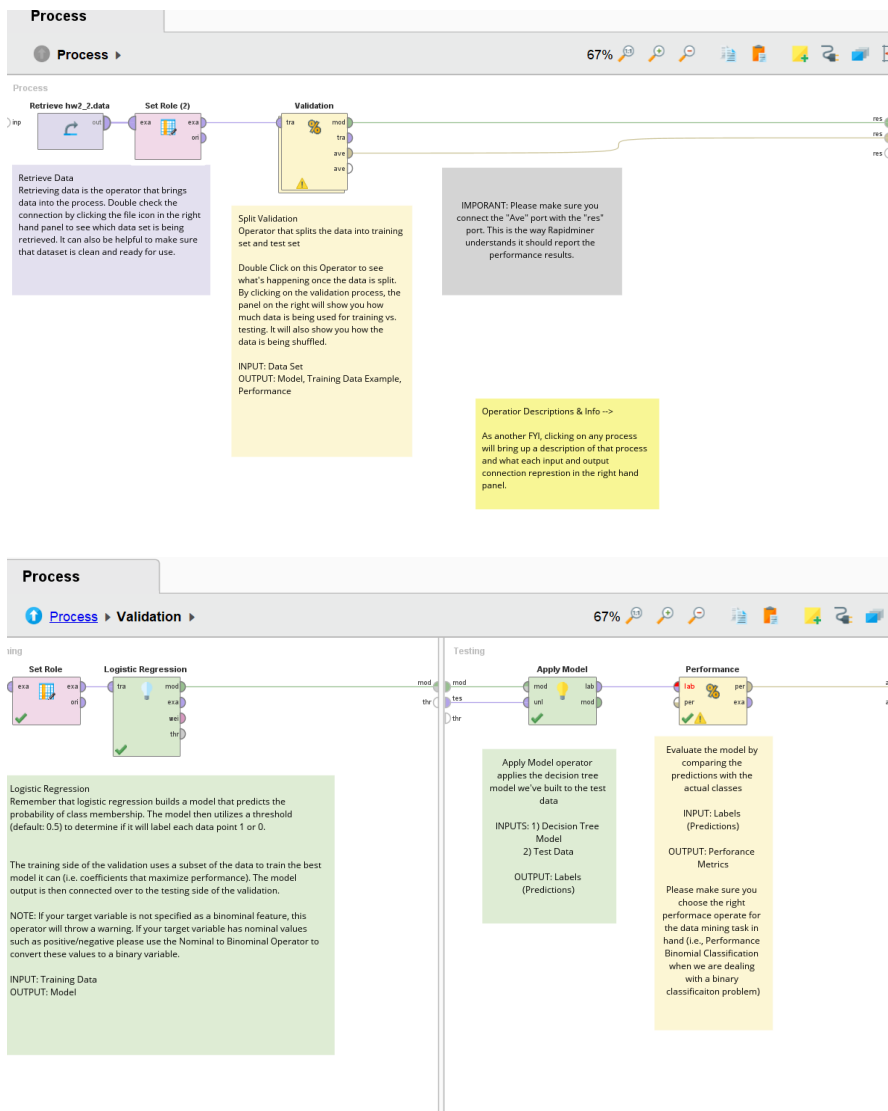 Process
Process
67%
Process
Retrieve hw2_2.data
Set Role (2)
Validation
inp
out
exa
exa
ori
tra
mod
tra
ave
ave
res
res
res
Retrieve Data
Retrieving data is the operator that brings
data into the process. Double check the
connection by clicking the file icon in the right
hand panel to see which data set is being
retrieved. It can also be helpful to make sure
that dataset is clean and ready for use.
Split Validation
Operator that splits the data into training
set and test set
Double Click on this Operator to see
what's happening once the data is split.
By clicking on the validation process, the
panel on the right will show you how
much data is being used for training vs.
testing. It will also show you how the
data is being shuffled.
INPUT: Data Set
OUTPUT: Model, Training Data Example,
Performance
IMPORANT: Please make sure you
connect the "Ave" port with the "res"
port. This is the way Rapidminer
understands it should report the
performance results.
Operatior Descriptions & Info -->
As another FYI, clicking on any process
will bring up a description of that process
and what each input and output
connection represtion in the right hand
panel.
Process
Process Validation
67%
ning
Set Role
Logistic Regression
exa
exa
ori
tra
mod
exa
wei
thr
mod
thr
Logistic Regression
Remember that logistic regression builds a model that predicts the
probability of class membership. The model then utilizes a threshold
(default: 0.5) to determine if it will label each data point 1 or 0.
The training side of the validation uses a subset of the data to train the best
model it can (i.e. coefficients that maximize performance). The model
output is then connected over to the testing side of the validation.
NOTE: If your target variable is not specified as a binominal feature, this
operator will throw a warning. If your target variable has nominal values
such as positive/negative please use the Nominal to Binominal Operator to
convert these values to a binary variable.
INPUT: Training Data
OUTPUT: Model
Testing
Apply Model
Performance
mod
tes
thr
mod
unl
lab
mod
lab
per
per
exa
a
a
Apply Model operator
applies the decision tree
model we've built to the test
data
INPUTS: 1) Decision Tree
Model
2) Test Data
OUTPUT: Labels
(Predictions)
Evaluate the model by
comparing the
predictions with the
actual classes
INPUT: Labels
(Predictions)
OUTPUT: Perforance
Metrics
Please make sure you
choose the right
performace operate for
the data mining task in
hand (i.e., Performance
Binomial Classification
when we are dealing
with a binary
classificaiton problem)